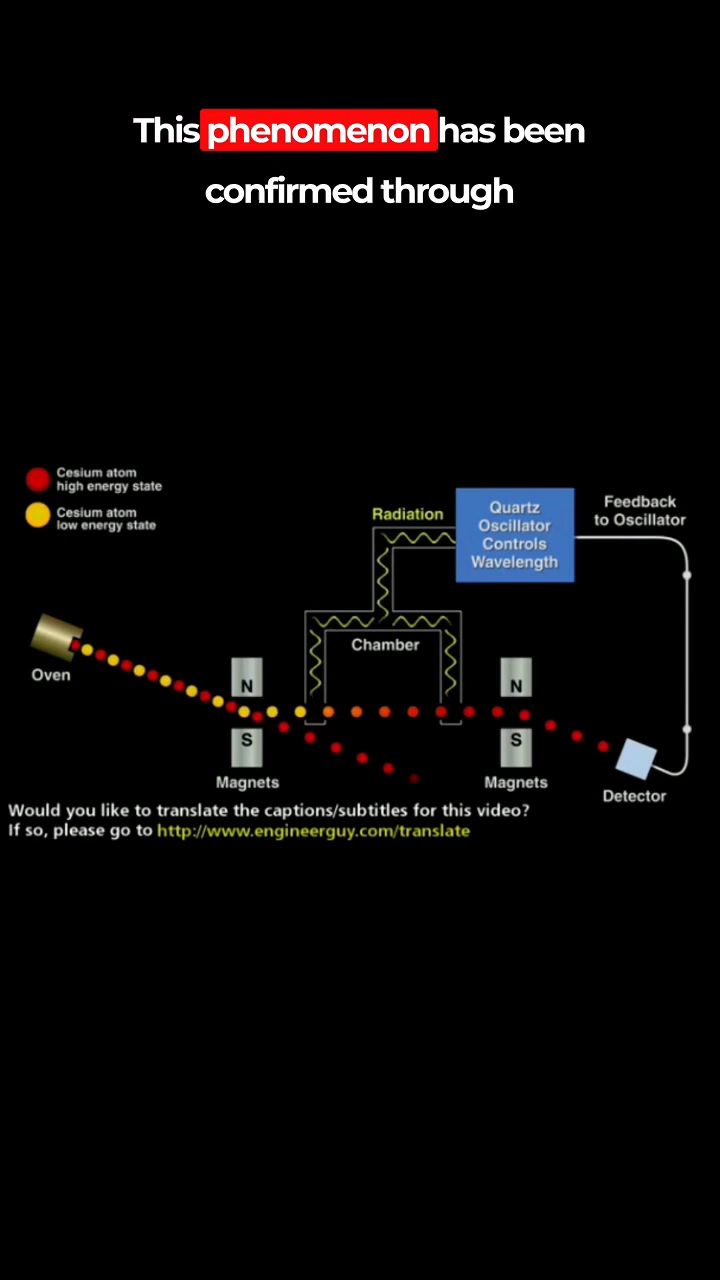 This phenomenon has been
confirmed through
Cesium atom
high energy state
Cesium atom
low energy state
Radiation
Quartz
Oscillator
Controls
Wavelength
Feedback
to Oscillator
Oven
Chamber
N
S
Magnets
N
S
Magnets
Detector
Would you like to translate the captions/subtitles for this video?
If so, please go to http://www.engineerguy.com/translate